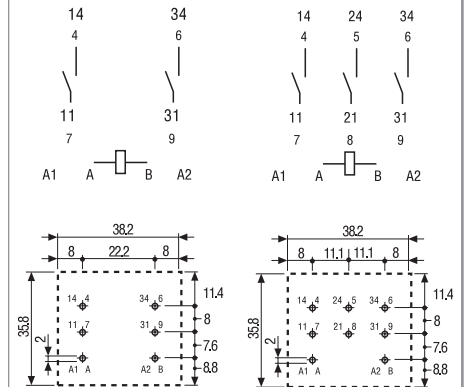 14 34 14 24 34
4 6 4 5 6
11 31 11 21 31
7 9 7 8 9
A1 A B A2 A1 A B A2
38.2 38.2
8 22.2 8 8 11.1 11.1 8
35.8 14 4 34 6 11.4 35.8 14 4 24 5 34 6 11.4
8 8
11 7 31 9 11 7 21 8 31 9
2 7.6 2 7.6
A1 A A2 B 8.8 A1 A A2 B 8.8